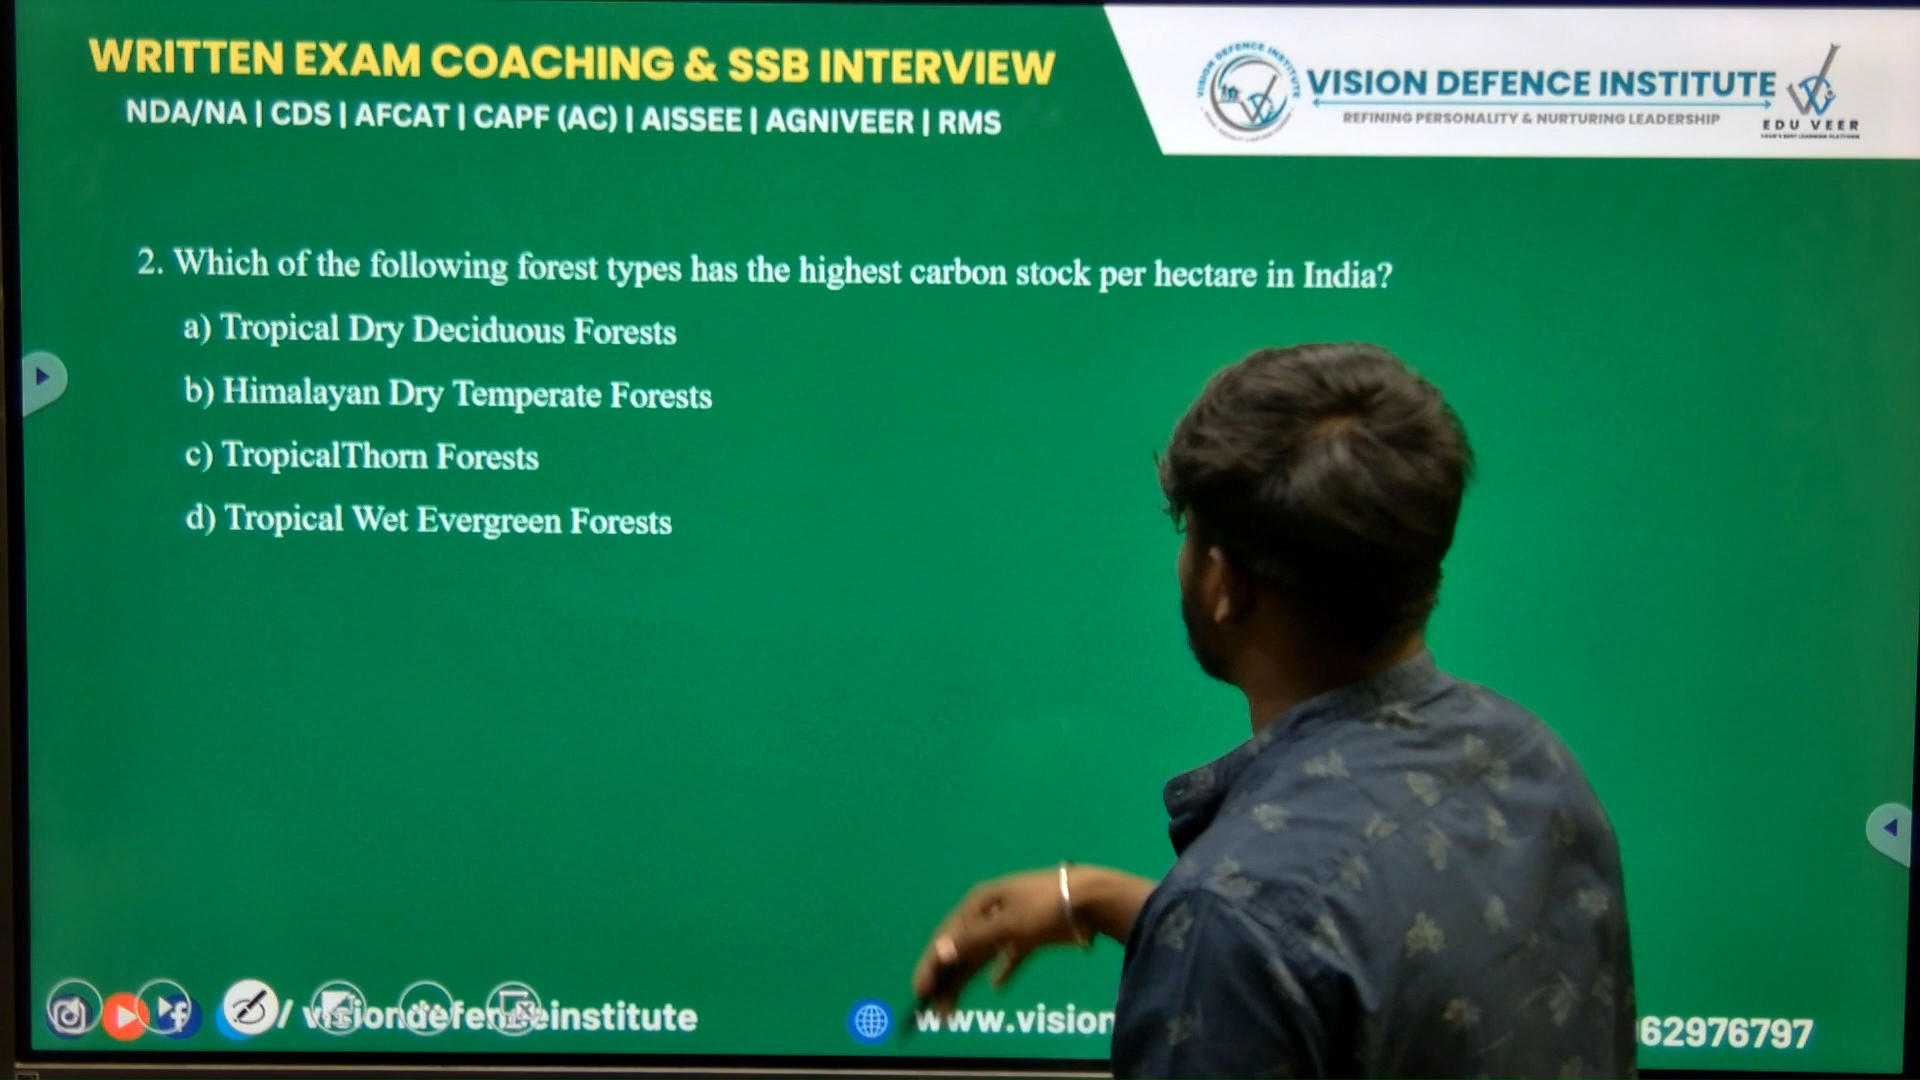 WRITTEN EXAM COACHING & SSB INTERVIEW
NDA/NA | CDS | AFCAT | CAPF (AC) | AISSEE | AGNIVEER | RMS
VISION DEFENCE INSTITUTE
REFINING PERSONALITY & NURTURING LEADERSHIP
EDU VEER
2. Which of the following forest types has the highest carbon stock per hectare in India?
a) Tropical Dry Deciduous Forests
b) Himalayan Dry Temperate Forests
c) TropicalThorn Forests
d) Tropical Wet Evergreen Forests
/ visiondefenceinstitute
www.vision
62976797